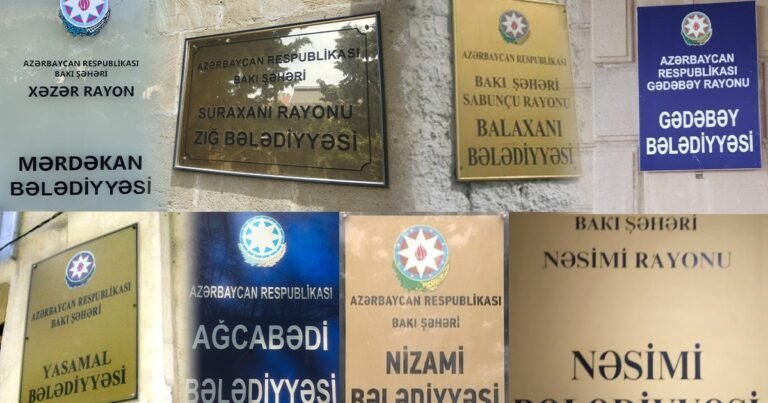 AZƏRBAYCAN RESPUBLİKASI
BAKI ŞƏHƏRİ
XƏZƏR RAYON
MƏRDƏKAN
BƏLƏDİYYƏSİ
AZƏRBAYCAN RESPUBLİKASI
BAKI ŞƏHƏRİ
SURAXANI RAYONU
ZIĞ BƏLƏDİYYƏSİ
AZƏRBAYCAN RESPUBLİKASI
BAKI ŞƏHƏRİ
SABUNÇU RAYONU
BALAXANI
BƏLƏDİYYƏSİ
AZƏRBAYCAN
RESPUBLİKASI
GƏDƏBƏY RAYONU
GƏDƏBƏY
BƏLƏDİYYƏSİ
AZƏRBAYCAN RESPUBLİKASI
BAKI ŞƏHƏRİ
YASAMAL
BƏLƏDİYYƏSİ
AZƏRBAYCAN RESPUBLİKASI
AĞCABƏDİ
BƏLƏDİYYƏSİ
AZƏRBAYCAN RESPUBLİKASI
BAKI ŞƏHƏRİ
NİZAMİ
BƏLƏDİYYƏSİ
BAKI ŞƏHƏRİ
NƏSİMİ RAYONU
NƏSİMİ
BƏLƏDİYYƏSİ